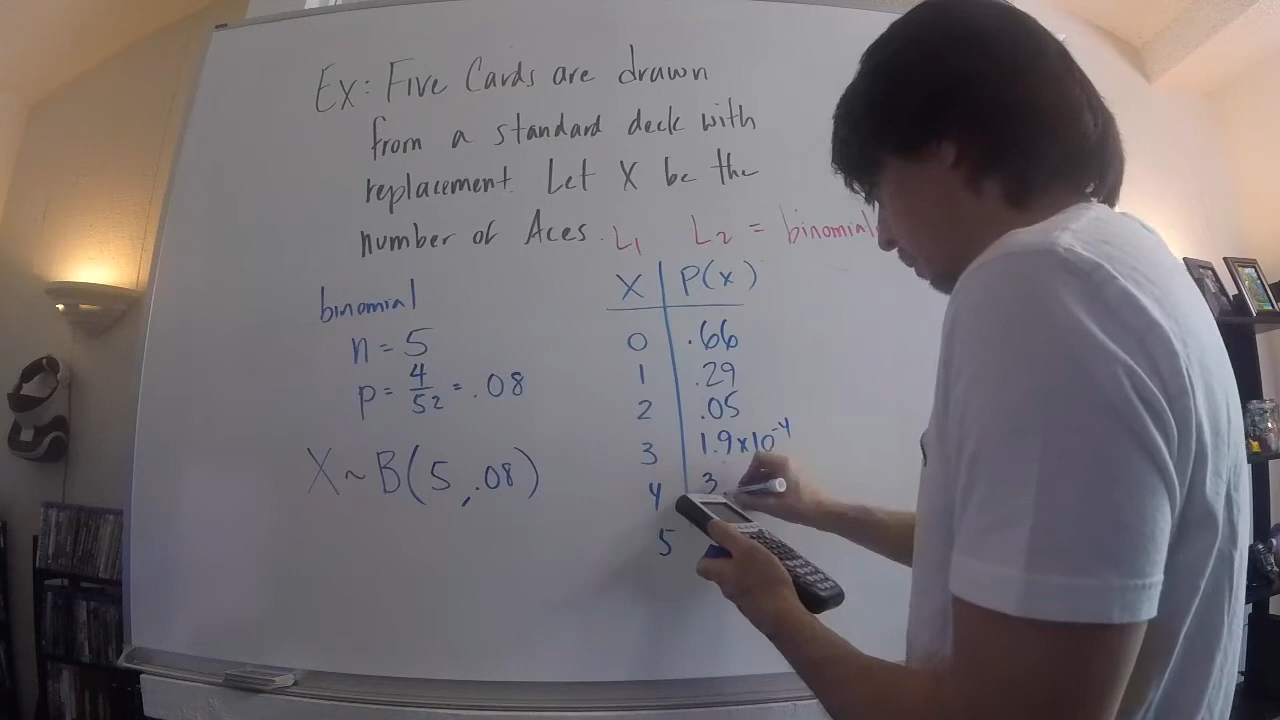 Ex: Five Cards are drawn
from a standard deck with
replacement. Let X be the
number of Aces.
L1 L2 = binomial
binomial
n = 5
p = 4/52 = .08
X ~ B(5, .08)
X P(x)
0 .66
1 .29
2 .05
3 1.9x10^-4
4 3.
5